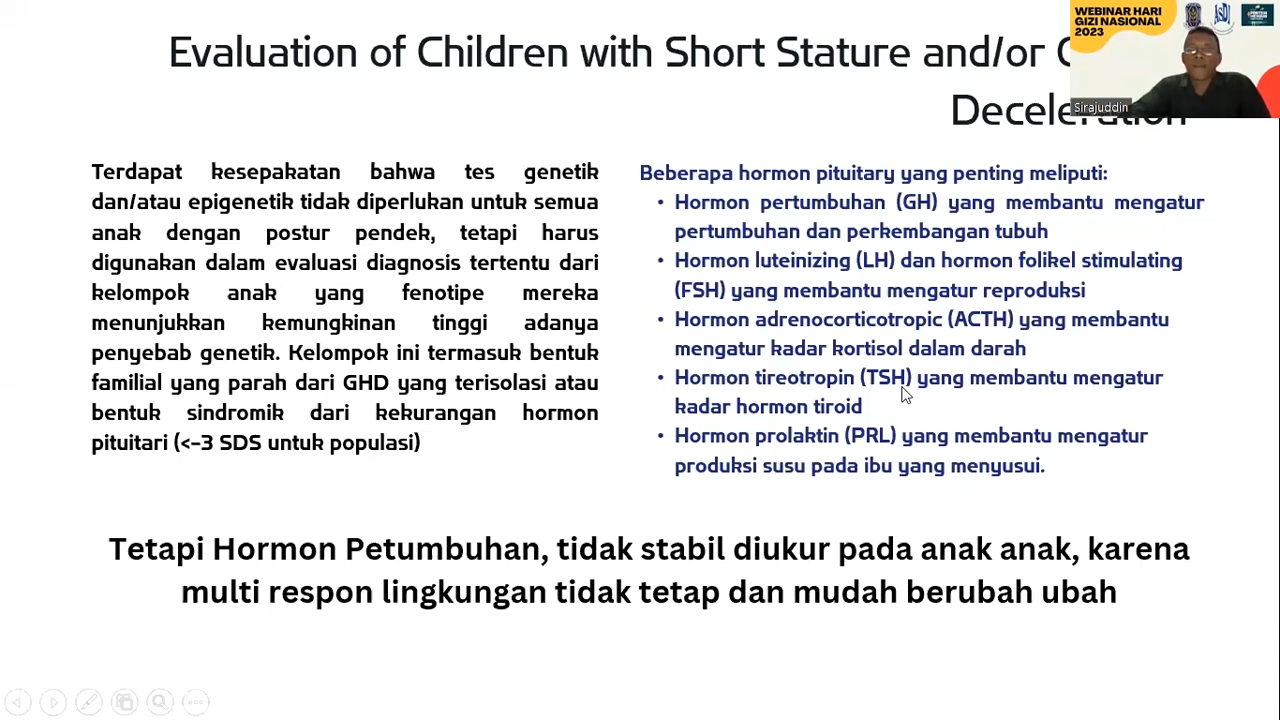 Evaluation of Children with Short Stature and/or
WEBINAR HARI
GIZI NASIONAL
2023
Sirajuddin
Terdapat kesepakatan bahwa tes genetik
dan/atau epigenetik tidak diperlukan untuk semua
anak dengan postur pendek, tetapi harus
digunakan dalam evaluasi diagnosis tertentu dari
kelompok anak yang fenotipe mereka
menunjukkan kemungkinan tinggi adanya
penyebab genetik. Kelompok ini termasuk bentuk
familial yang parah dari GHD yang terisolasi atau
bentuk sindromik dari kekurangan hormon
pituitari (<-3 SDS untuk populasi)
Beberapa hormon pituitary yang penting meliputi:
• Hormon pertumbuhan (GH) yang membantu mengatur
pertumbuhan dan perkembangan tubuh
• Hormon luteinizing (LH) dan hormon folikel stimulating
(FSH) yang membantu mengatur reproduksi
• Hormon adrenocorticotropic (ACTH) yang membantu
mengatur kadar kortisol dalam darah
• Hormon tireotropin (TSH) yang membantu mengatur
kadar hormon tiroid
• Hormon prolaktin (PRL) yang membantu mengatur
produksi susu pada ibu yang menyusui.
Tetapi Hormon Petumbuhan, tidak stabil diukur pada anak anak, karena
multi respon lingkungan tidak tetap dan mudah berubah ubah